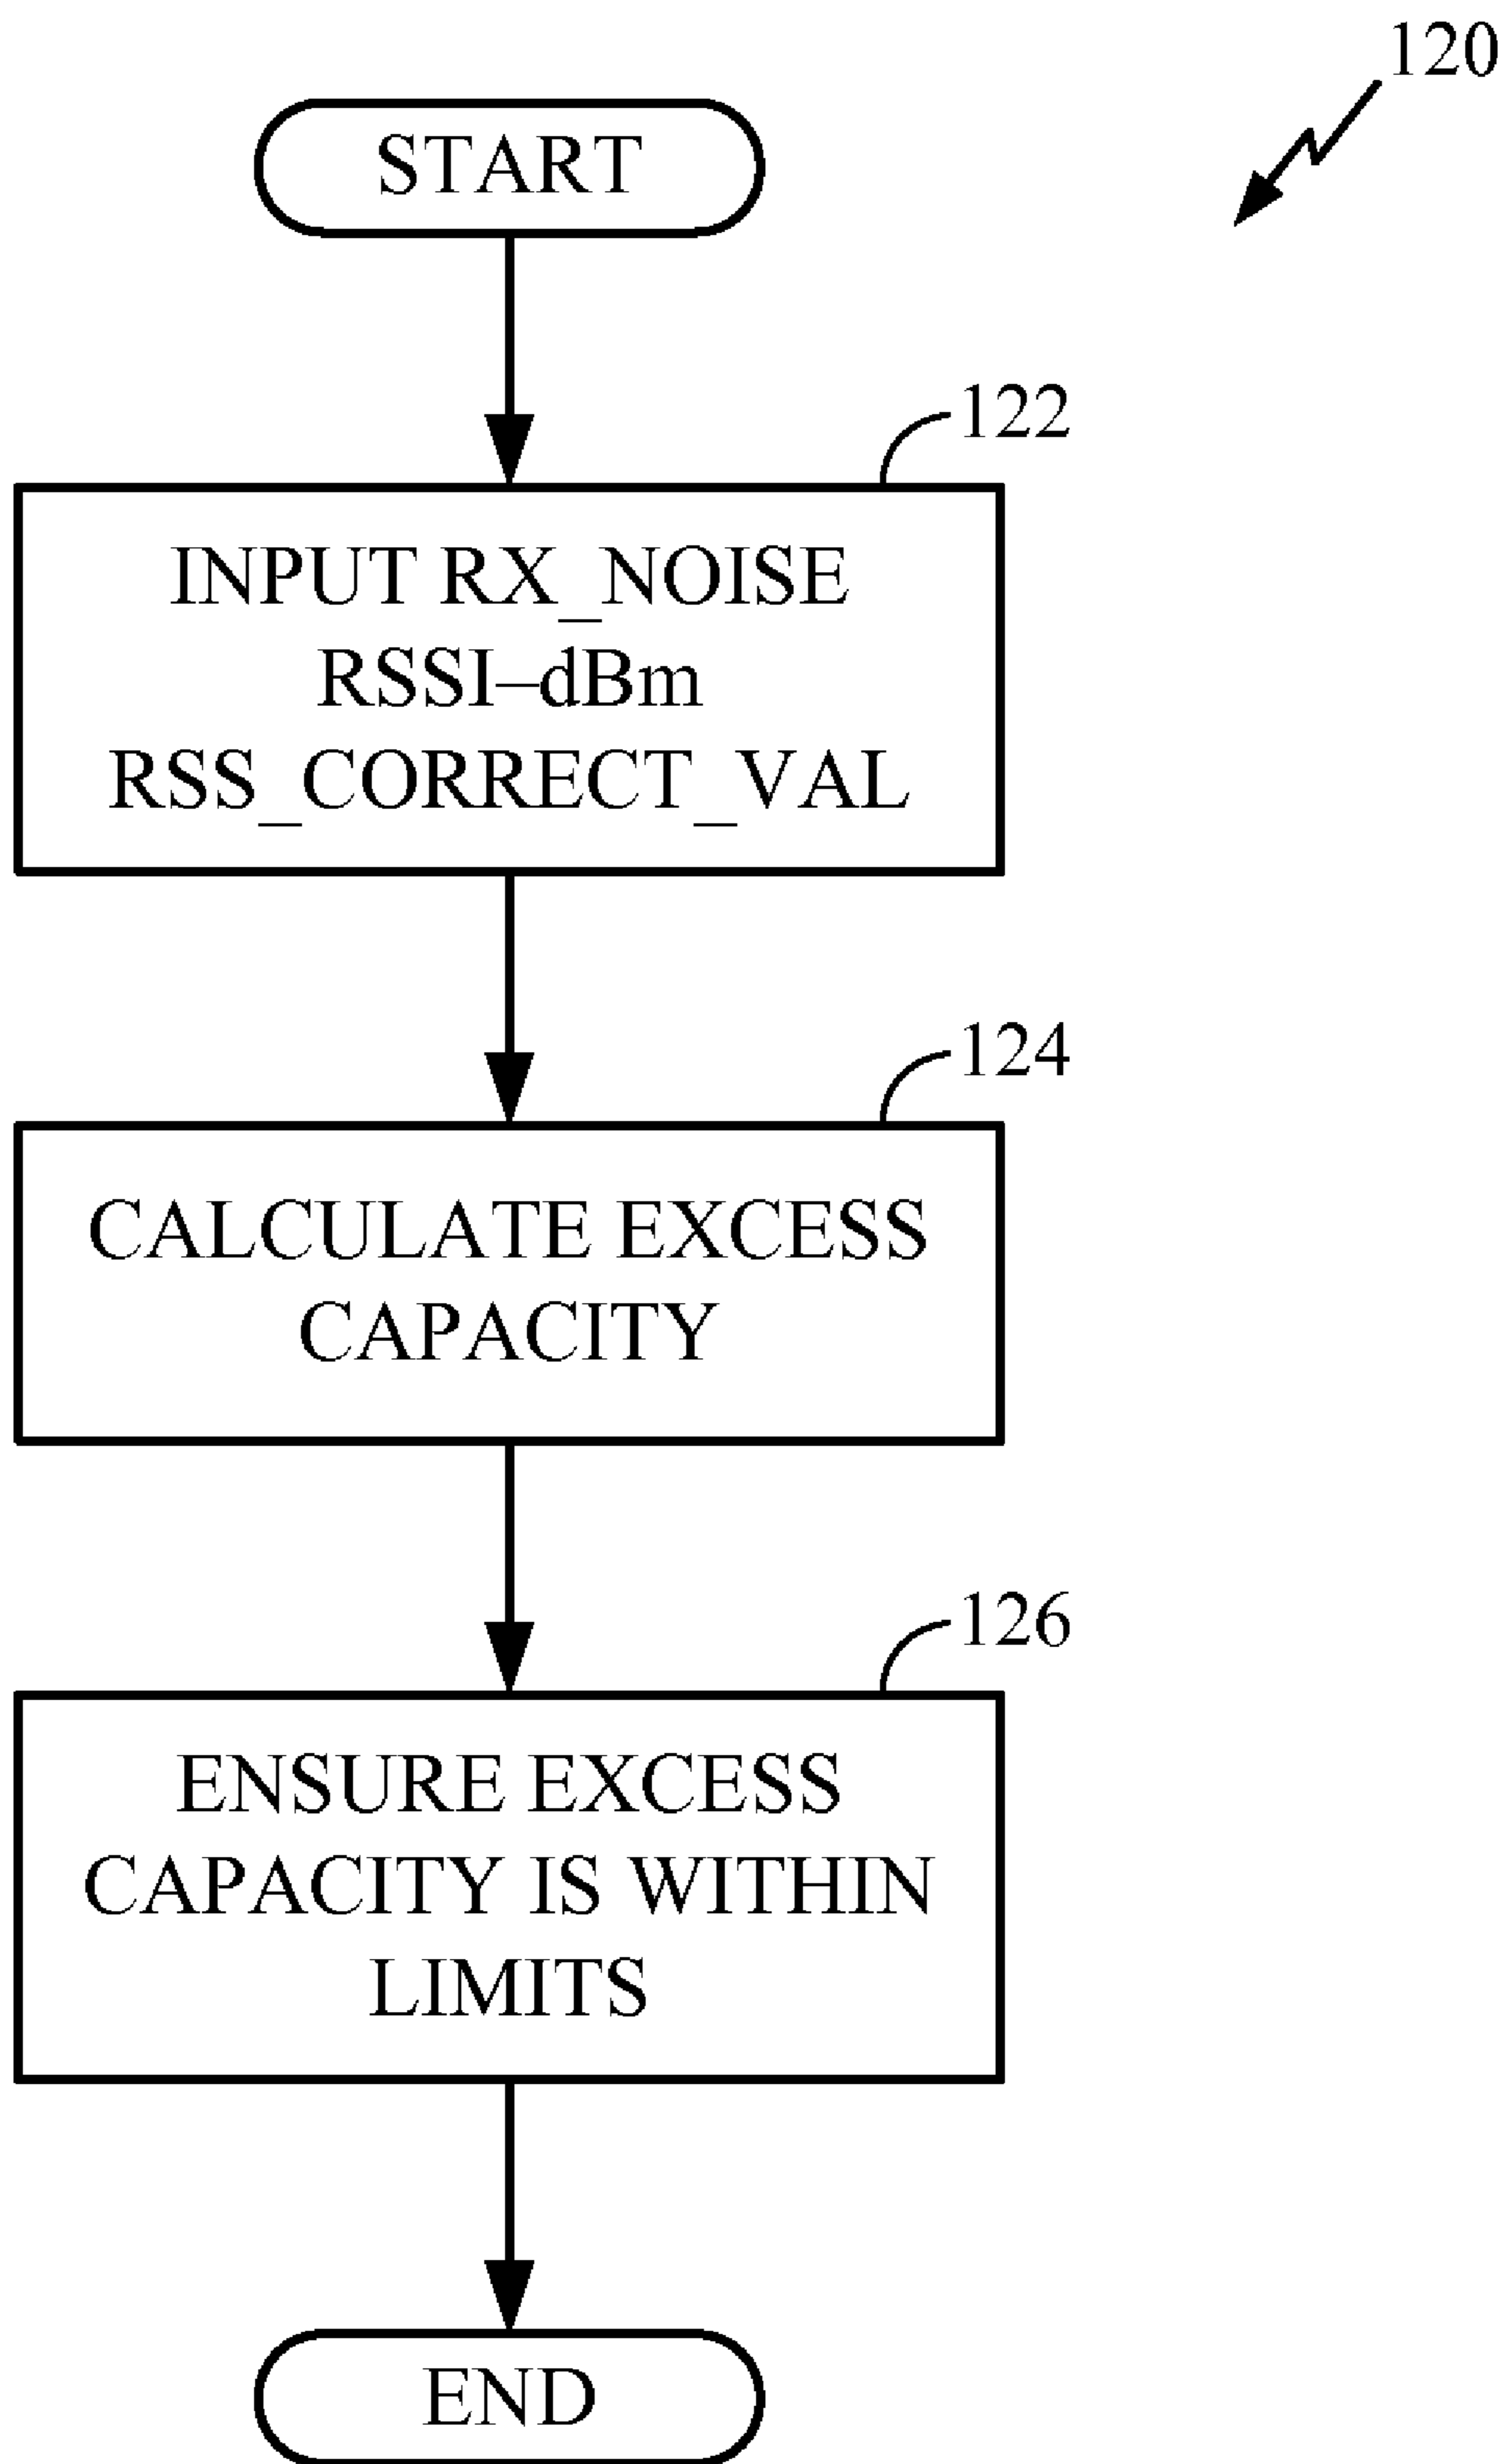 120
START
122
INPUT RX_NOISE
RSSI–dBm
RSS_CORRECT_VAL
124
CALCULATE EXCESS
CAPACITY
126
ENSURE EXCESS
CAPACITY IS WITHIN
LIMITS
END